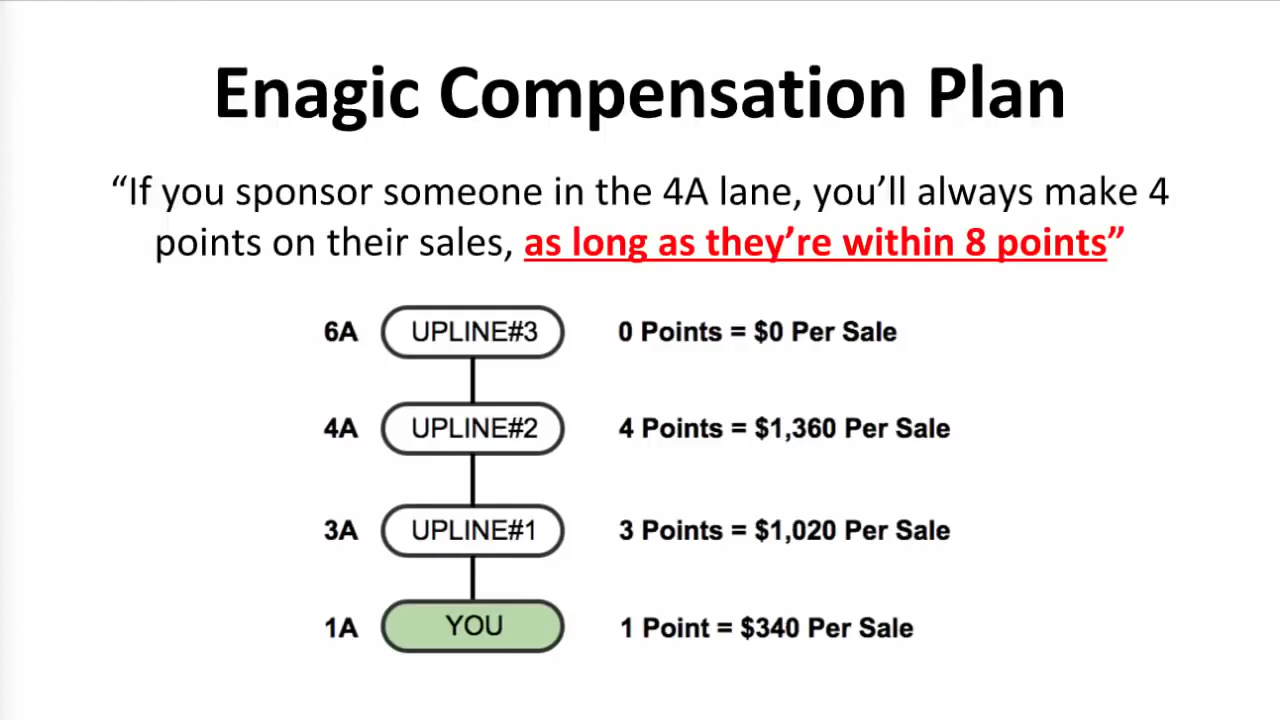 Enagic Compensation Plan
“If you sponsor someone in the 4A lane, you’ll always make 4
points on their sales, as long as they’re within 8 points”
6A UPLINE#3 0 Points = $0 Per Sale
4A UPLINE#2 4 Points = $1,360 Per Sale
3A UPLINE#1 3 Points = $1,020 Per Sale
1A YOU 1 Point = $340 Per Sale